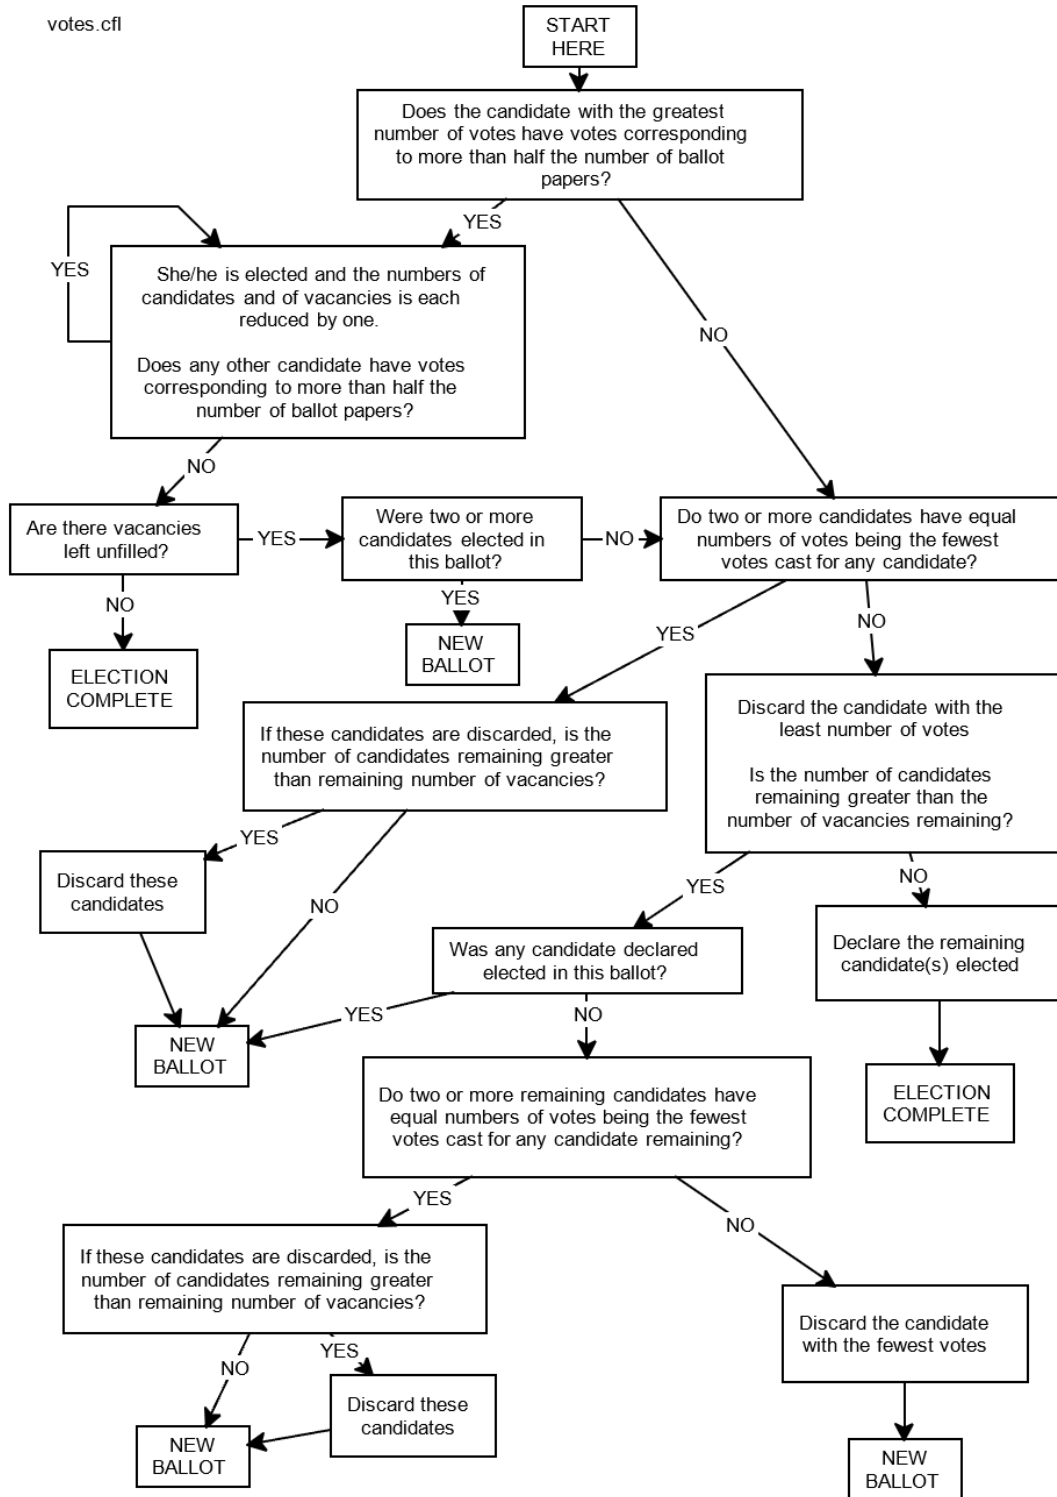 votes.cfl
START
HERE
Does the candidate with the greatest
number of votes have votes corresponding
to more than half the number of ballot
papers?
YES
YES
She/he is elected and the numbers of
candidates and of vacancies is each
reduced by one.
Does any other candidate have votes
corresponding to more than half the
number of ballot papers?
NO
NO
Are there vacancies
left unfilled?
YES
Were two or more
candidates elected in
this ballot?
NO
Do two or more candidates have equal
numbers of votes being the fewest
votes cast for any candidate?
NO
YES
YES
NO
ELECTION
COMPLETE
NEW
BALLOT
If these candidates are discarded, is the
number of candidates remaining greater
than remaining number of vacancies?
Discard the candidate with the
least number of votes
Is the number of candidates
remaining greater than the
number of vacancies remaining?
YES
NO
YES
NO
Discard these
candidates
Was any candidate declared
elected in this ballot?
Declare the remaining
candidate(s) elected
YES
NO
NEW
BALLOT
Do two or more remaining candidates have
equal numbers of votes being the fewest
votes cast for any candidate remaining?
ELECTION
COMPLETE
YES
NO
If these candidates are discarded, is the
number of candidates remaining greater
than remaining number of vacancies?
Discard the candidate
with the fewest votes
NO
YES
Discard these
candidates
NEW
BALLOT
NEW
BALLOT